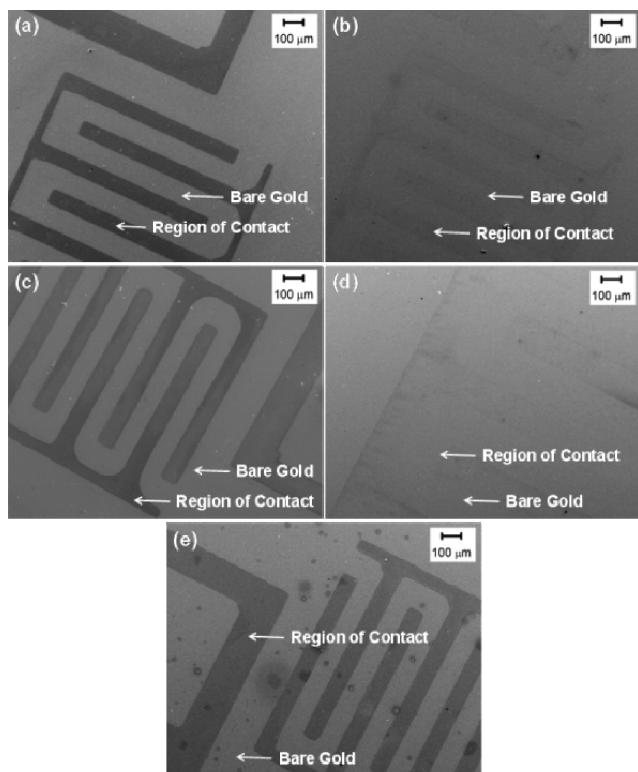 (a)
100 μm
Bare Gold
Region of Contact
(b)
100 μm
Bare Gold
Region of Contact
(c)
100 μm
Bare Gold
Region of Contact
(d)
100 μm
Region of Contact
Bare Gold
(e)
100 μm
Region of Contact
Bare Gold